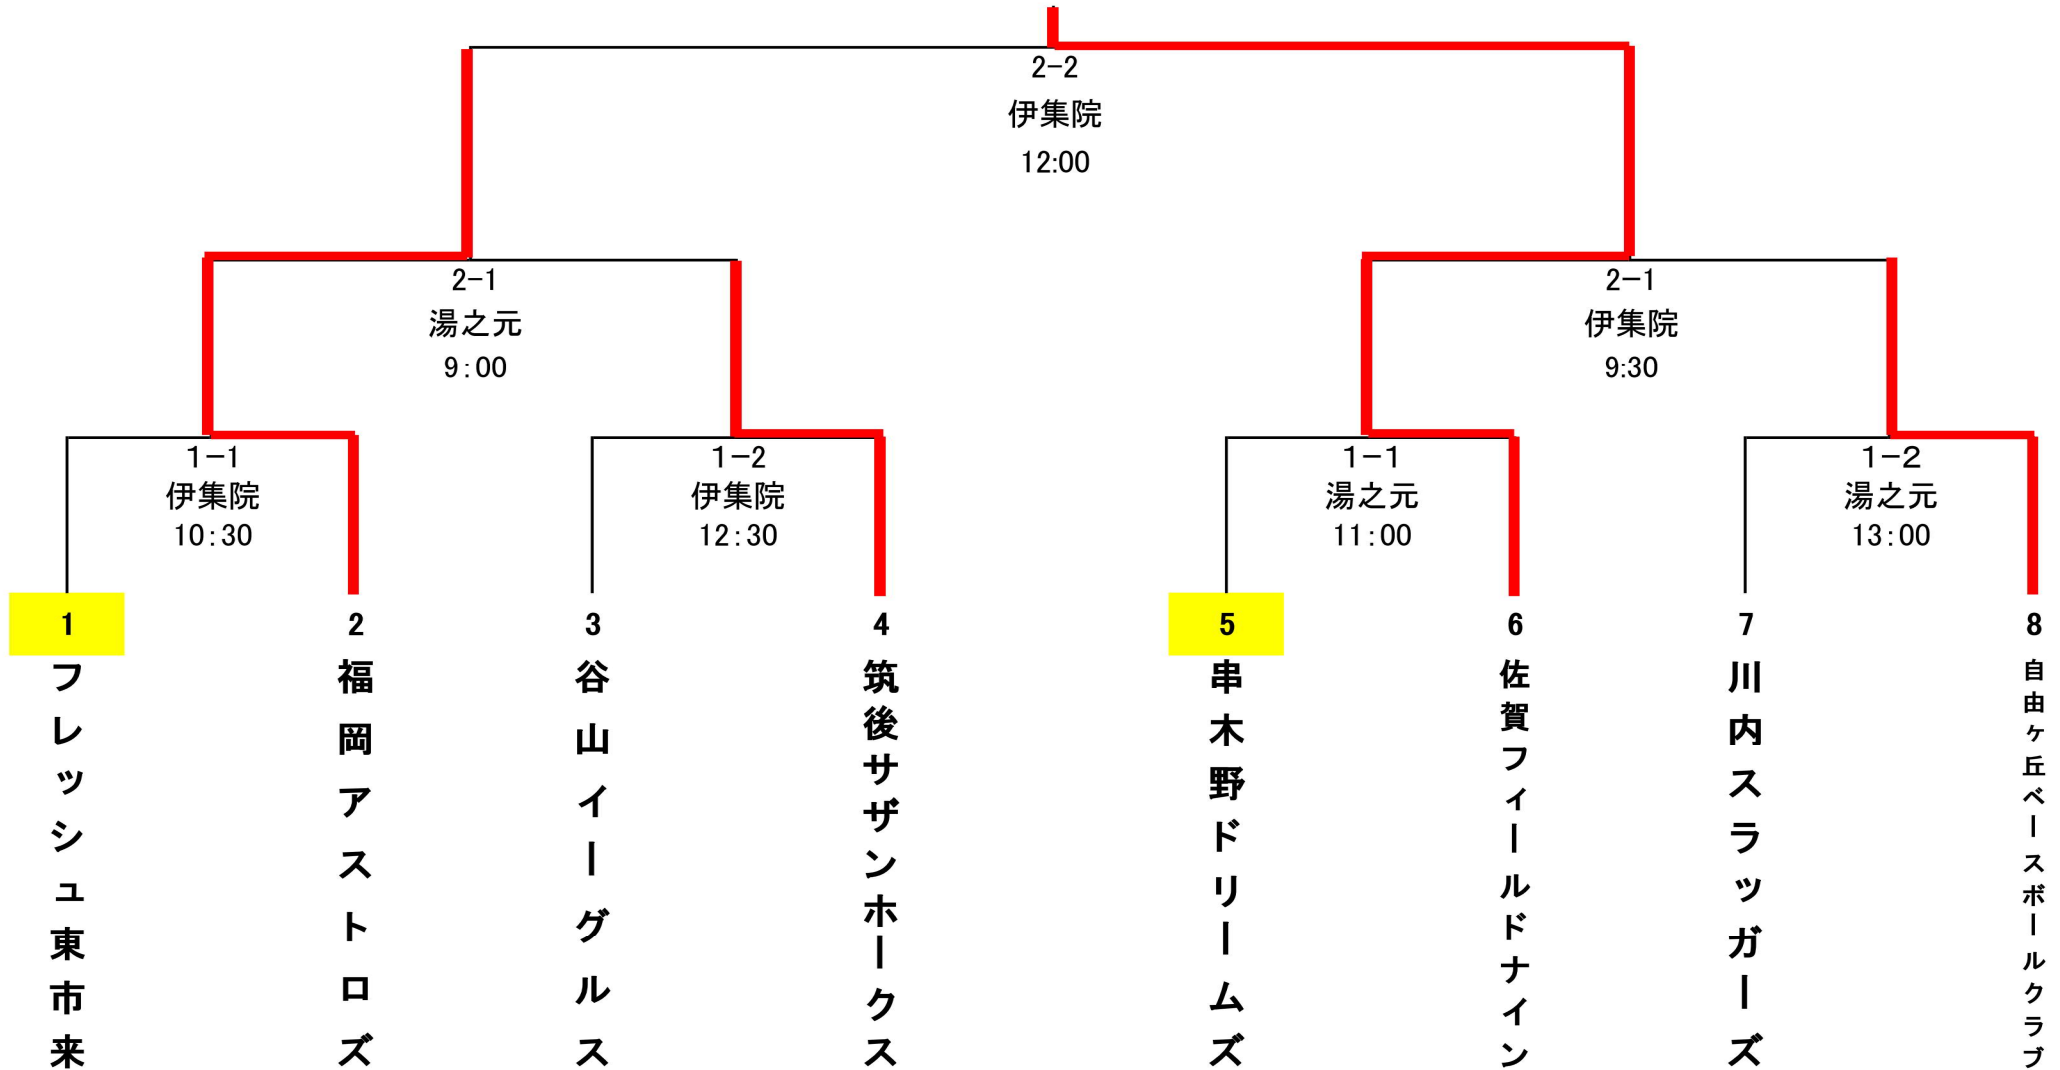 2-2
伊集院
12:00
2-1
湯之元
9:00
2-1
伊集院
9:30
1-1
伊集院
10:30
1-2
伊集院
12:30
1-1
湯之元
11:00
1-2
湯之元
13:00
1
2
3
4
5
6
7
8
フレッシュ東市来
福岡アストロズ
谷山イーグルス
筑後サザンホークス
串木野ドリームズ
佐賀フィールドナイン
川内スラッガーズ
自由ヶ丘ベースボールクラブ